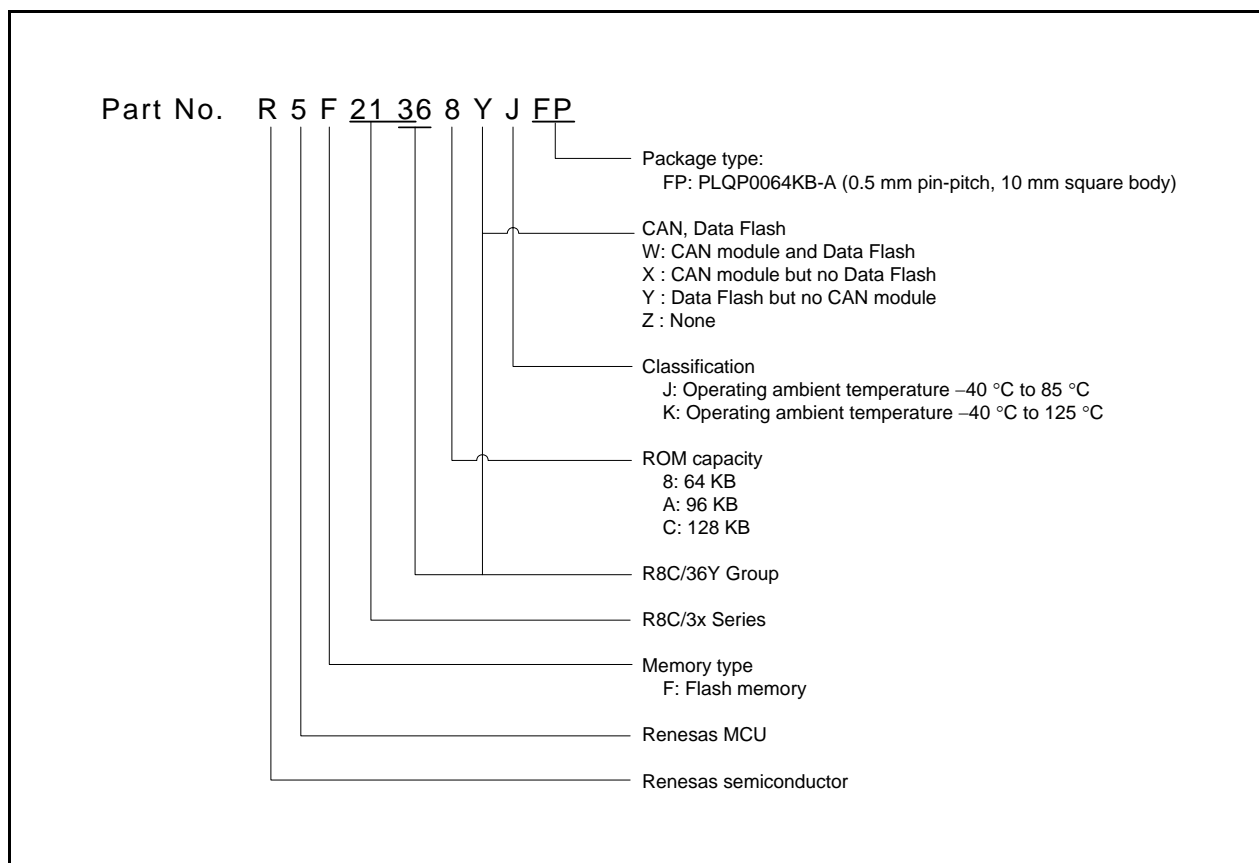 Part No. R 5 F 21 36 8 Y J FP
Package type:
FP: PLQP0064KB-A (0.5 mm pin-pitch, 10 mm square body)
CAN, Data Flash
W: CAN module and Data Flash
X : CAN module but no Data Flash
Y : Data Flash but no CAN module
Z : None
Classification
J: Operating ambient temperature −40 °C to 85 °C
K: Operating ambient temperature −40 °C to 125 °C
ROM capacity
8: 64 KB
A: 96 KB
C: 128 KB
R8C/36Y Group
R8C/3x Series
Memory type
F: Flash memory
Renesas MCU
Renesas semiconductor